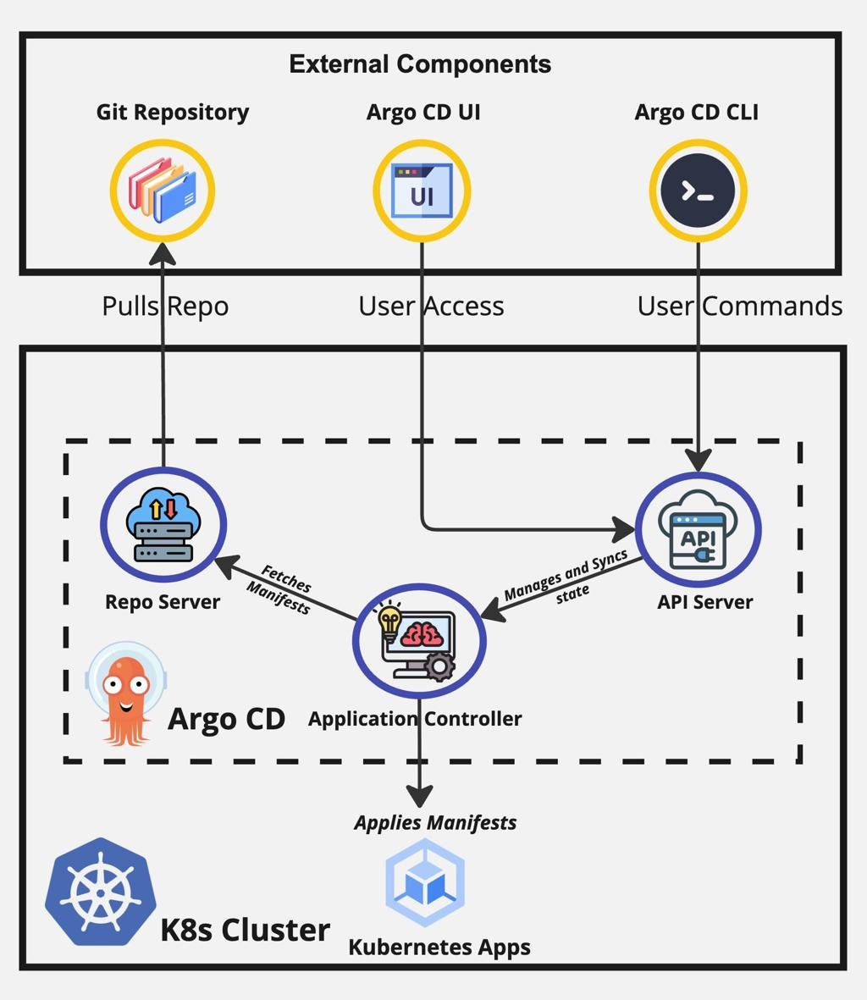 External Components
Git Repository
Argo CD UI
Argo CD CLI
UI
Pulls Repo
User Access
User Commands
API
Fetches
Manifests
Manages and Syncs
state
Repo Server
API Server
Argo CD
Application Controller
Applies Manifests
K8s Cluster
Kubernetes Apps